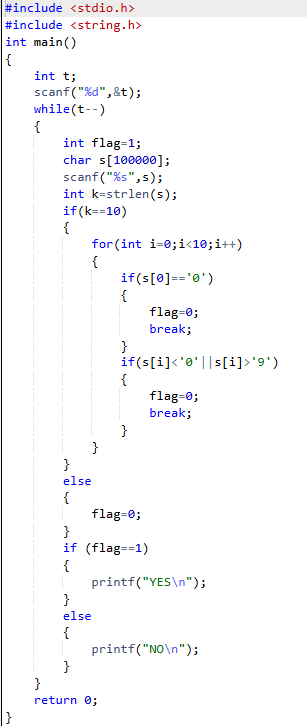 #include <stdio.h>
#include <string.h>
int main()
{
    int t;
    scanf("%d",&t);
    while(t--)
    {
        int flag=1;
        char s[100000];
        scanf("%s",s);
        int k=strlen(s);
        if(k==10)
        {
            for(int i=0;i<10;i++)
            {
                if(s[0]=='0')
                {
                    flag=0;
                    break;
                }
                if(s[i]<'0'||s[i]>'9')
                {
                    flag=0;
                    break;
                }
            }
        }
        else
        {
            flag=0;
        }
        if (flag==1)
        {
            printf("YES\n");
        }
        else
        {
            printf("NO\n");
        }
    }
    return 0;
}